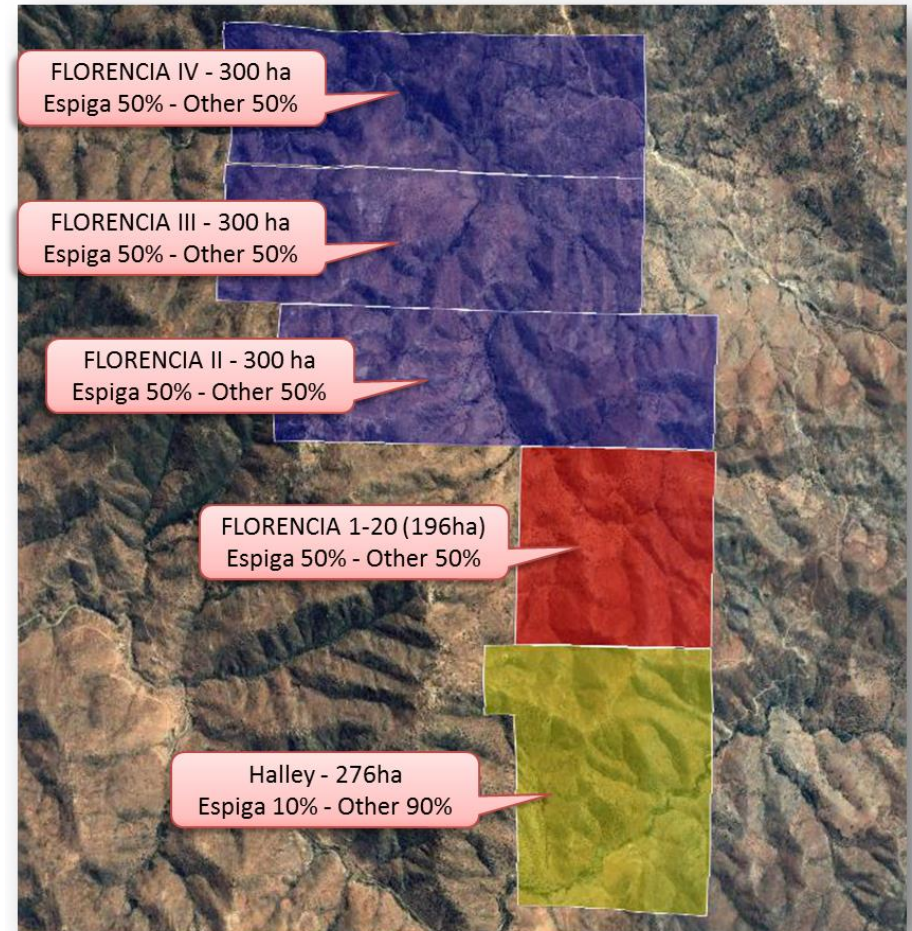 FLORENCIA IV - 300 ha
Espiga 50% - Other 50%
FLORENCIA III - 300 ha
Espiga 50% - Other 50%
FLORENCIA II - 300 ha
Espiga 50% - Other 50%
FLORENCIA 1-20 (196ha)
Espiga 50% - Other 50%
Halley - 276ha
Espiga 10% - Other 90%